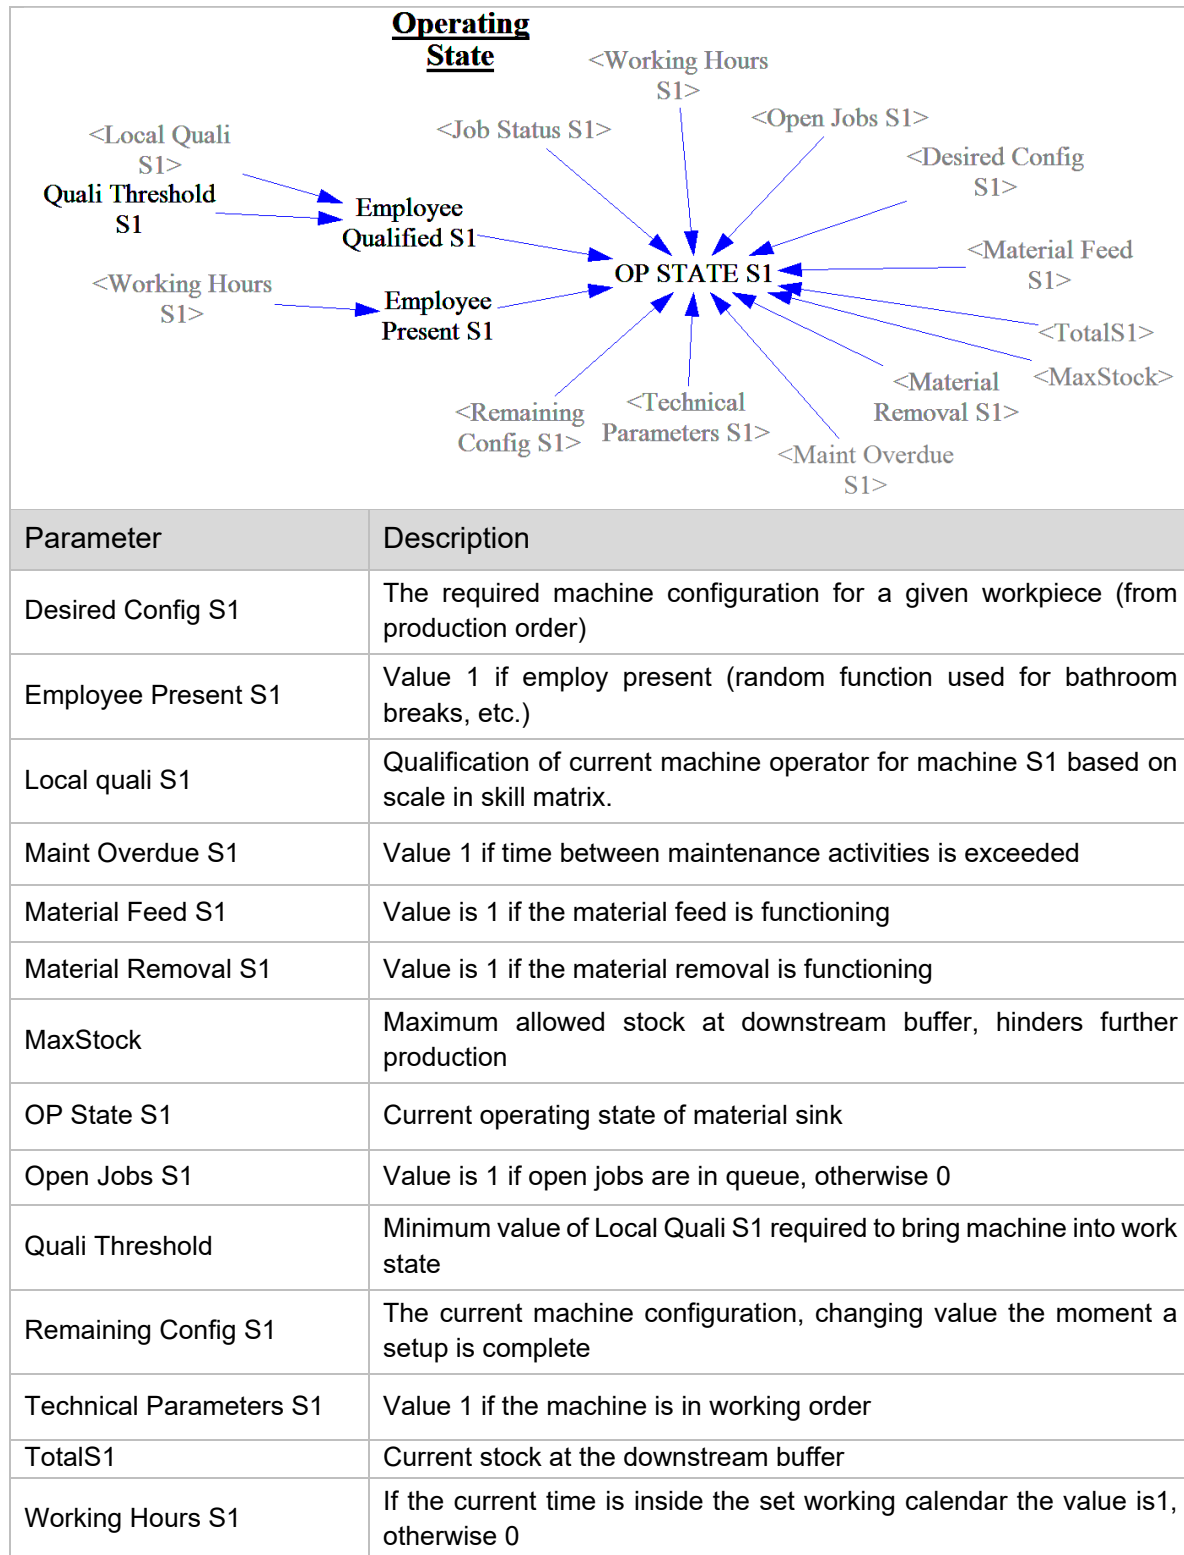 Operating
State
<Working Hours
S1>
<Local Quali
S1>
<Job Status S1>
<Open Jobs S1>
<Desired Config
S1>
Quali Threshold
S1
Employee
Qualified S1
<Material Feed
S1>
OP STATE S1
<Working Hours
S1>
Employee
Present S1
<TotalS1>
<MaxStock>
<Material
Removal S1>
<Remaining
Config S1>
<Technical
Parameters S1>
<Maint Overdue
S1>
Parameter Description
Desired Config S1 The required machine configuration for a given workpiece (from
production order)
Employee Present S1 Value 1 if employ present (random function used for bathroom
breaks, etc.)
Local quali S1 Qualification of current machine operator for machine S1 based on
scale in skill matrix.
Maint Overdue S1 Value 1 if time between maintenance activities is exceeded
Material Feed S1 Value is 1 if the material feed is functioning
Material Removal S1 Value is 1 if the material removal is functioning
MaxStock Maximum allowed stock at downstream buffer, hinders further
production
OP State S1 Current operating state of material sink
Open Jobs S1 Value is 1 if open jobs are in queue, otherwise 0
Quali Threshold Minimum value of Local Quali S1 required to bring machine into work
state
Remaining Config S1 The current machine configuration, changing value the moment a
setup is complete
Technical Parameters S1 Value 1 if the machine is in working order
TotalS1 Current stock at the downstream buffer
Working Hours S1 If the current time is inside the set working calendar the value is1,
otherwise 0